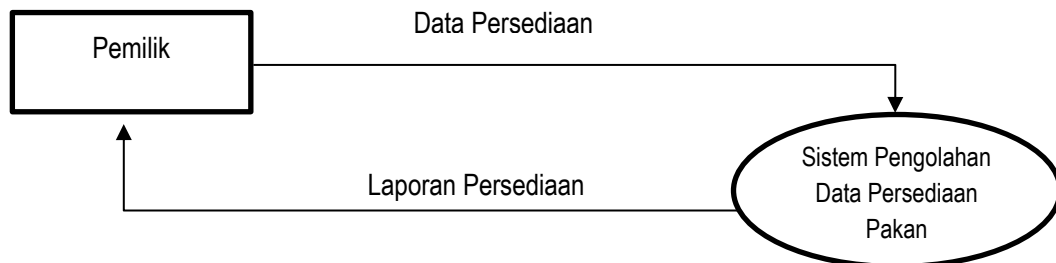 Data Persediaan
Pemilik
Sistem Pengolahan
Data Persediaan
Pakan
Laporan Persediaan